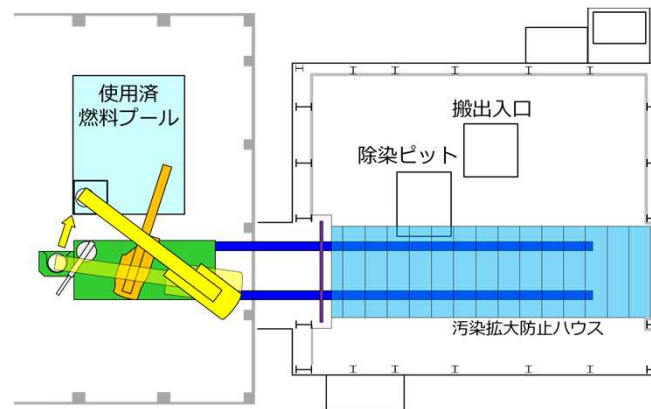 使用済
燃料プール
搬出入口
除染ピット
汚染拡大防止ハウス